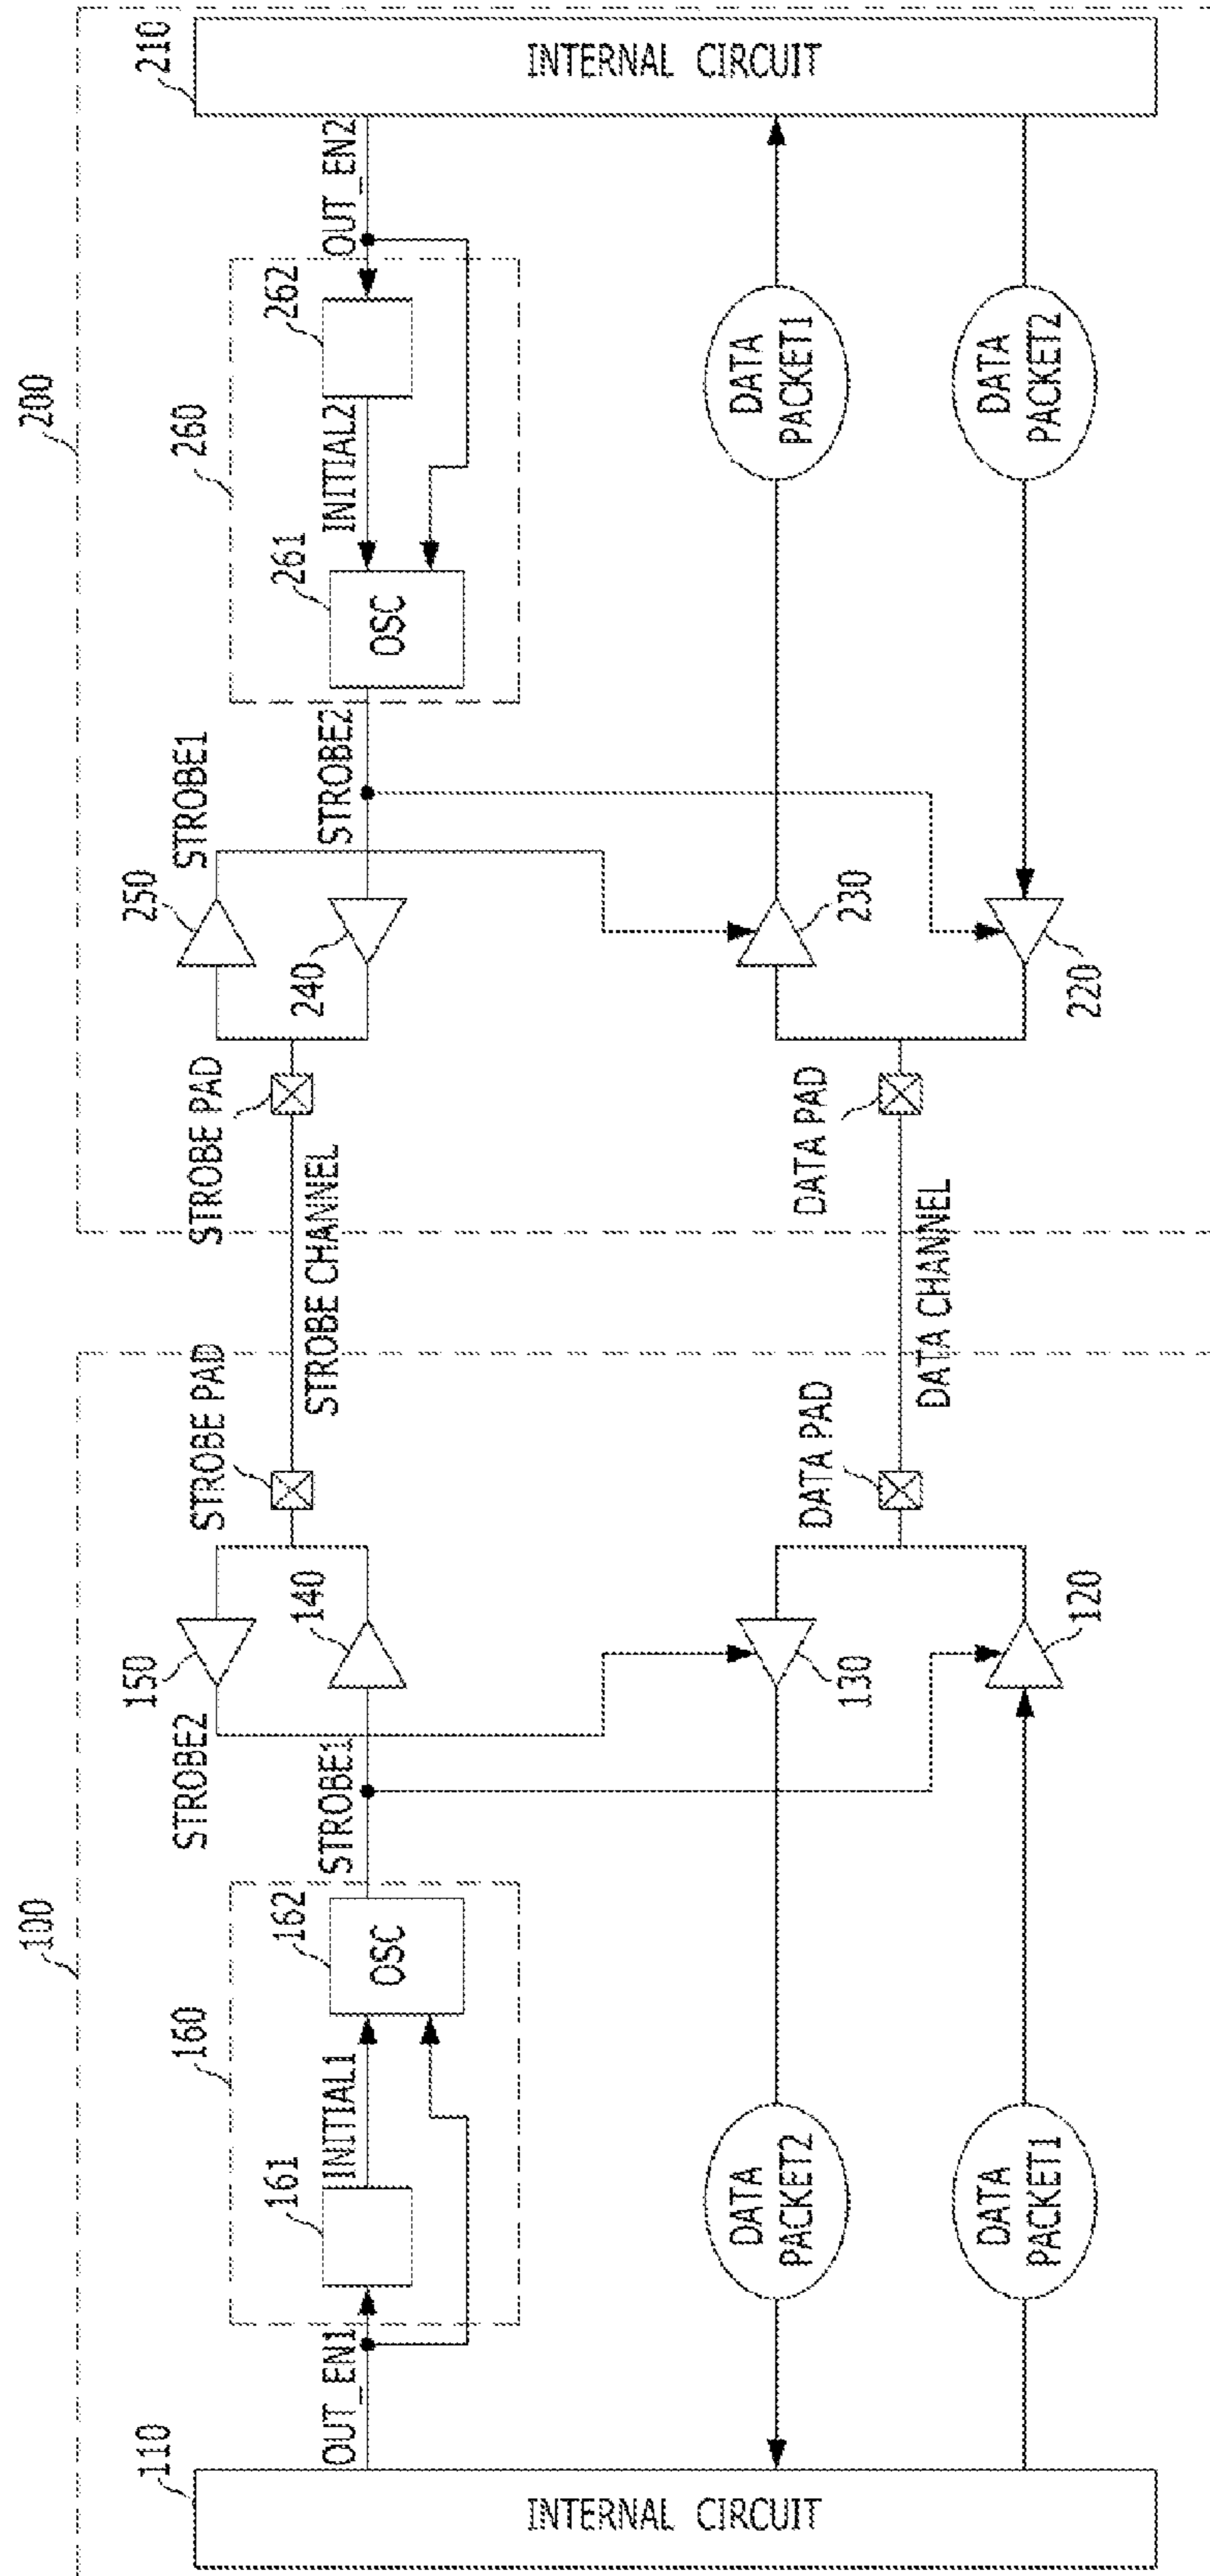 100
200
110
INTERNAL CIRCUIT
OUT_EN1
160
161
INITIAL1
162
OSC
STROBE1
STROBE2
150
140
STROBE PAD
STROBE CHANNEL
STROBE PAD
250
240
STROBE1
STROBE2
260
261
OSC
INITIAL2
262
OUT_EN2
210
INTERNAL CIRCUIT
DATA
PACKET2
130
DATA PAD
DATA CHANNEL
DATA PAD
230
DATA
PACKET1
DATA
PACKET1
120
220
DATA
PACKET2